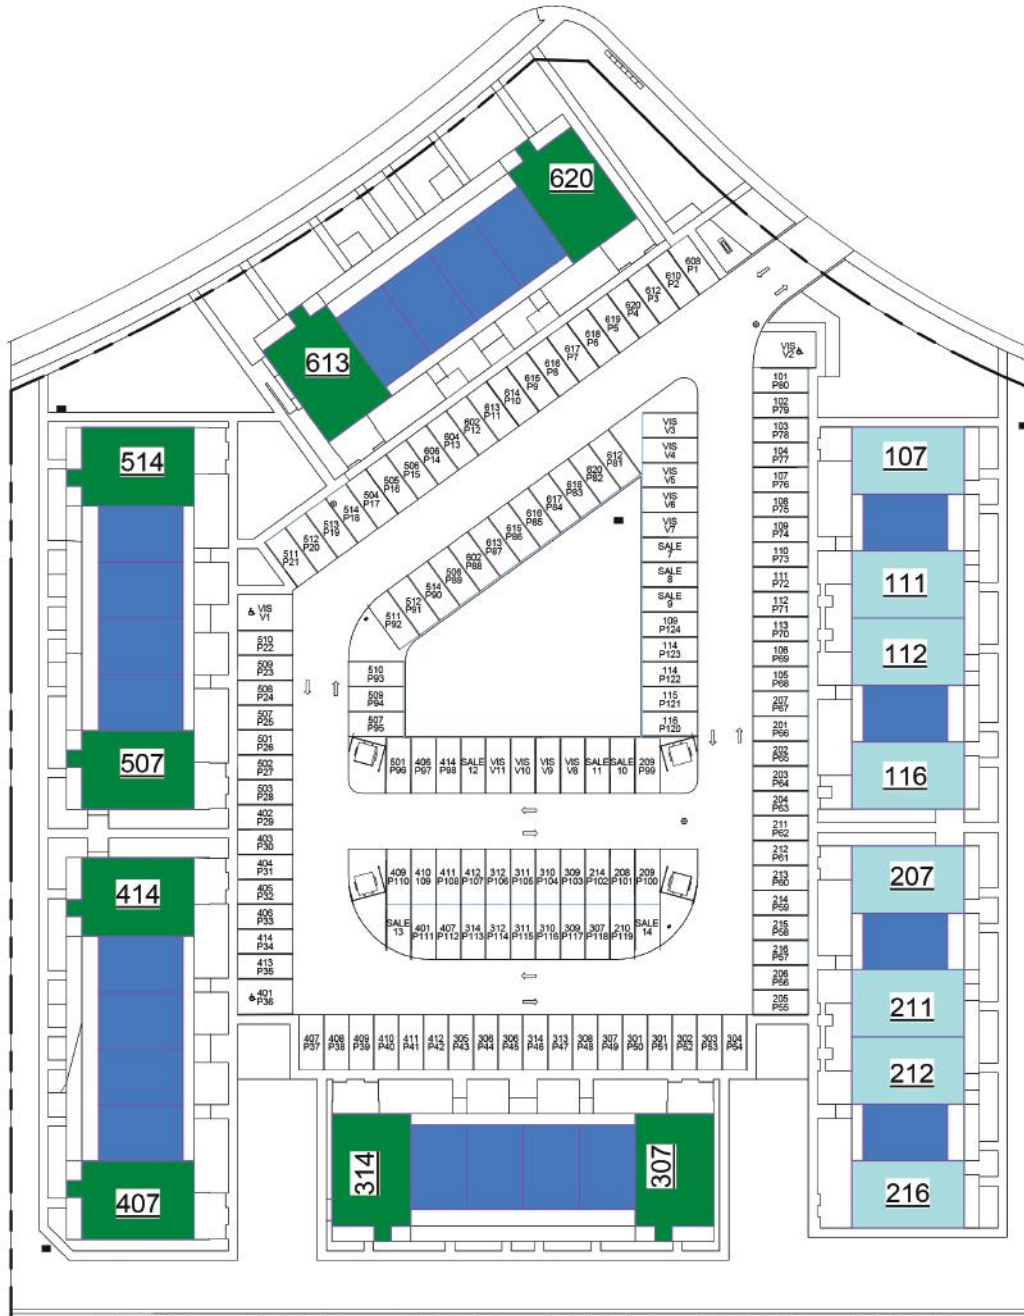 620
613
608
P1
610
P2
612
P3
620
P4
619
P5
618
P6
617
P7
616
P8
615
P9
614
P10
613
P11
602
P12
604
P13
606
P14
506
P15
505
P16
504
P17
514
P18
513
P19
512
P20
511
P21
VIS
V2
101
P80
102
P79
103
P78
104
P77
107
P76
108
P75
109
P74
110
P73
111
P72
112
P71
113
P70
106
P69
105
P68
207
P67
201
P66
202
P65
203
P64
204
P63
211
P62
212
P61
213
P60
214
P59
215
P58
216
P57
206
P56
205
P55
VIS
V3
VIS
V4
VIS
V5
VIS
V6
VIS
V7
SALE
7
SALE
8
SALE
9
109
P124
114
P123
114
P122
115
P121
116
P120
612
P81
620
P82
618
P83
617
P84
616
P85
615
P86
613
P87
602
P88
506
P89
514
P90
512
P91
511
P92
510
P93
509
P94
507
P95
VIS
V1
510
P22
509
P23
508
P24
507
P25
501
P26
502
P27
503
P28
402
P29
403
P30
404
P31
405
P32
406
P33
414
P34
413
P35
401
P36
501
P96
406
P97
414
P98
SALE
12
VIS
V11
VIS
V10
VIS
V9
VIS
V8
SALE
11
SALE
10
209
P99
409
P110
410
109
411
P108
412
P107
312
P106
311
P105
310
P104
309
P103
214
P102
208
P101
209
P100
SALE
13
401
P111
407
P112
314
P113
312
P114
311
P115
310
P116
309
P117
307
P118
210
P119
SALE
14
407
P37
408
P38
409
P39
410
P40
411
P41
412
P42
305
P43
306
P44
306
P45
314
P46
313
P47
308
P48
307
P49
301
P50
301
P51
302
P52
303
P53
304
P54
514
507
414
407
314
307
107
111
112
116
207
211
212
216